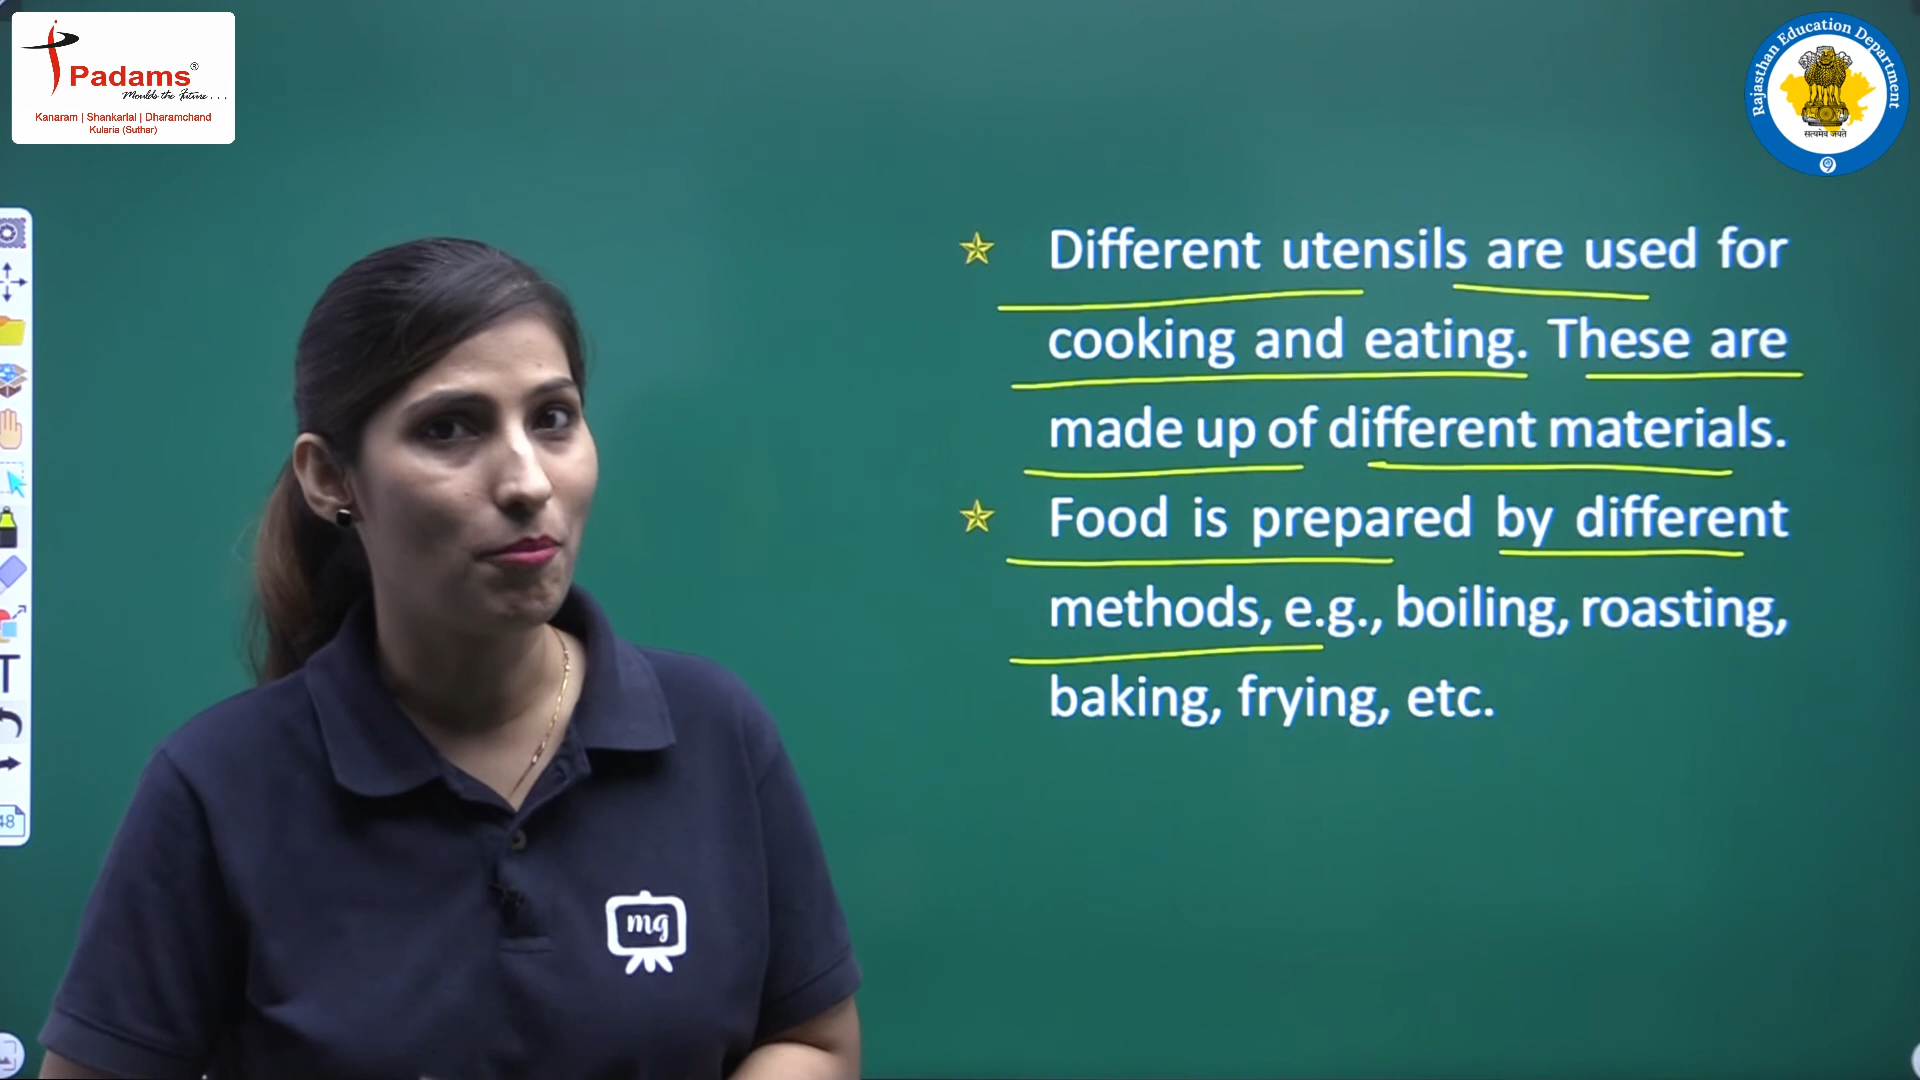 Padams®
Moulds the Future . . .
Kanaram | Shankarlal | Dharamchand
Kularia (Suthar)
Rajasthan Education Department
सत्यमेव जयते
Different utensils are used for
cooking and eating. These are
made up of different materials.
Food is prepared by different
methods, e.g., boiling, roasting,
baking, frying, etc.
T
48
mg